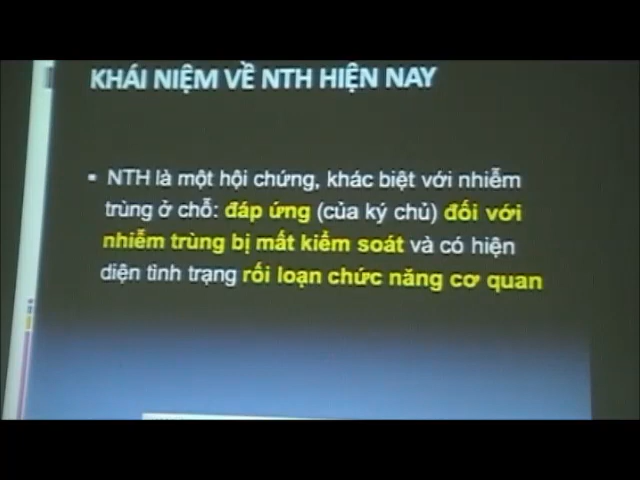 KHÁI NIỆM VỀ NTH HIỆN NAY
▪ NTH là một hội chứng, khác biệt với nhiễm
trùng ở chỗ: đáp ứng (của ký chủ) đối với
nhiễm trùng bị mất kiểm soát và có hiện
diện tình trạng rối loạn chức năng cơ quan